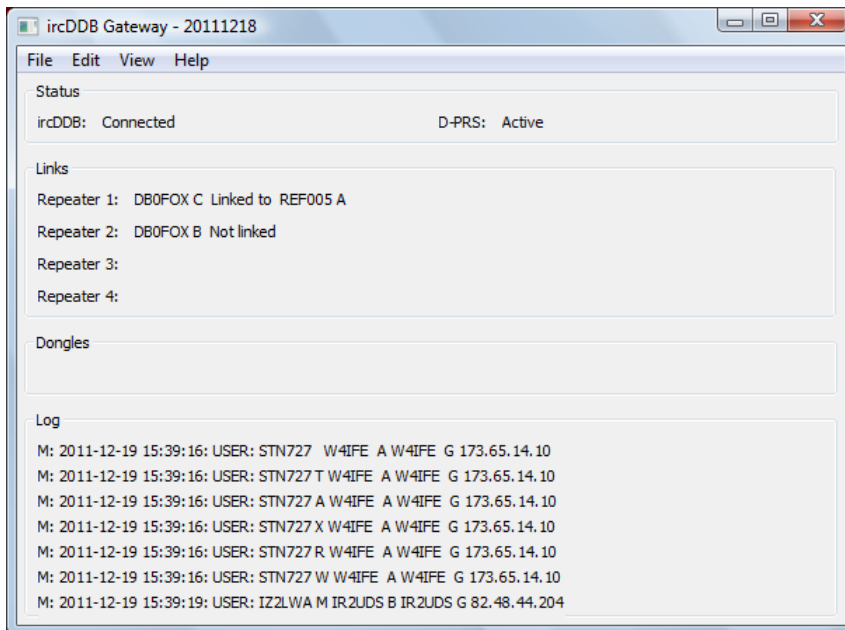 ircDDB Gateway - 20111218
File Edit View Help
Status
ircDDB: Connected D-PRS: Active
Links
Repeater 1: DB0FOX C Linked to REF005 A
Repeater 2: DB0FOX B Not linked
Repeater 3:
Repeater 4:
Dongles
Log
M: 2011-12-19 15:39:16: USER: STN727 W4IFE A W4IFE G 173.65.14.10
M: 2011-12-19 15:39:16: USER: STN727 T W4IFE A W4IFE G 173.65.14.10
M: 2011-12-19 15:39:16: USER: STN727 A W4IFE A W4IFE G 173.65.14.10
M: 2011-12-19 15:39:16: USER: STN727 X W4IFE A W4IFE G 173.65.14.10
M: 2011-12-19 15:39:16: USER: STN727 R W4IFE A W4IFE G 173.65.14.10
M: 2011-12-19 15:39:16: USER: STN727 W W4IFE A W4IFE G 173.65.14.10
M: 2011-12-19 15:39:19: USER: IZ2LWA M IR2UDS B IR2UDS G 82.48.44.204